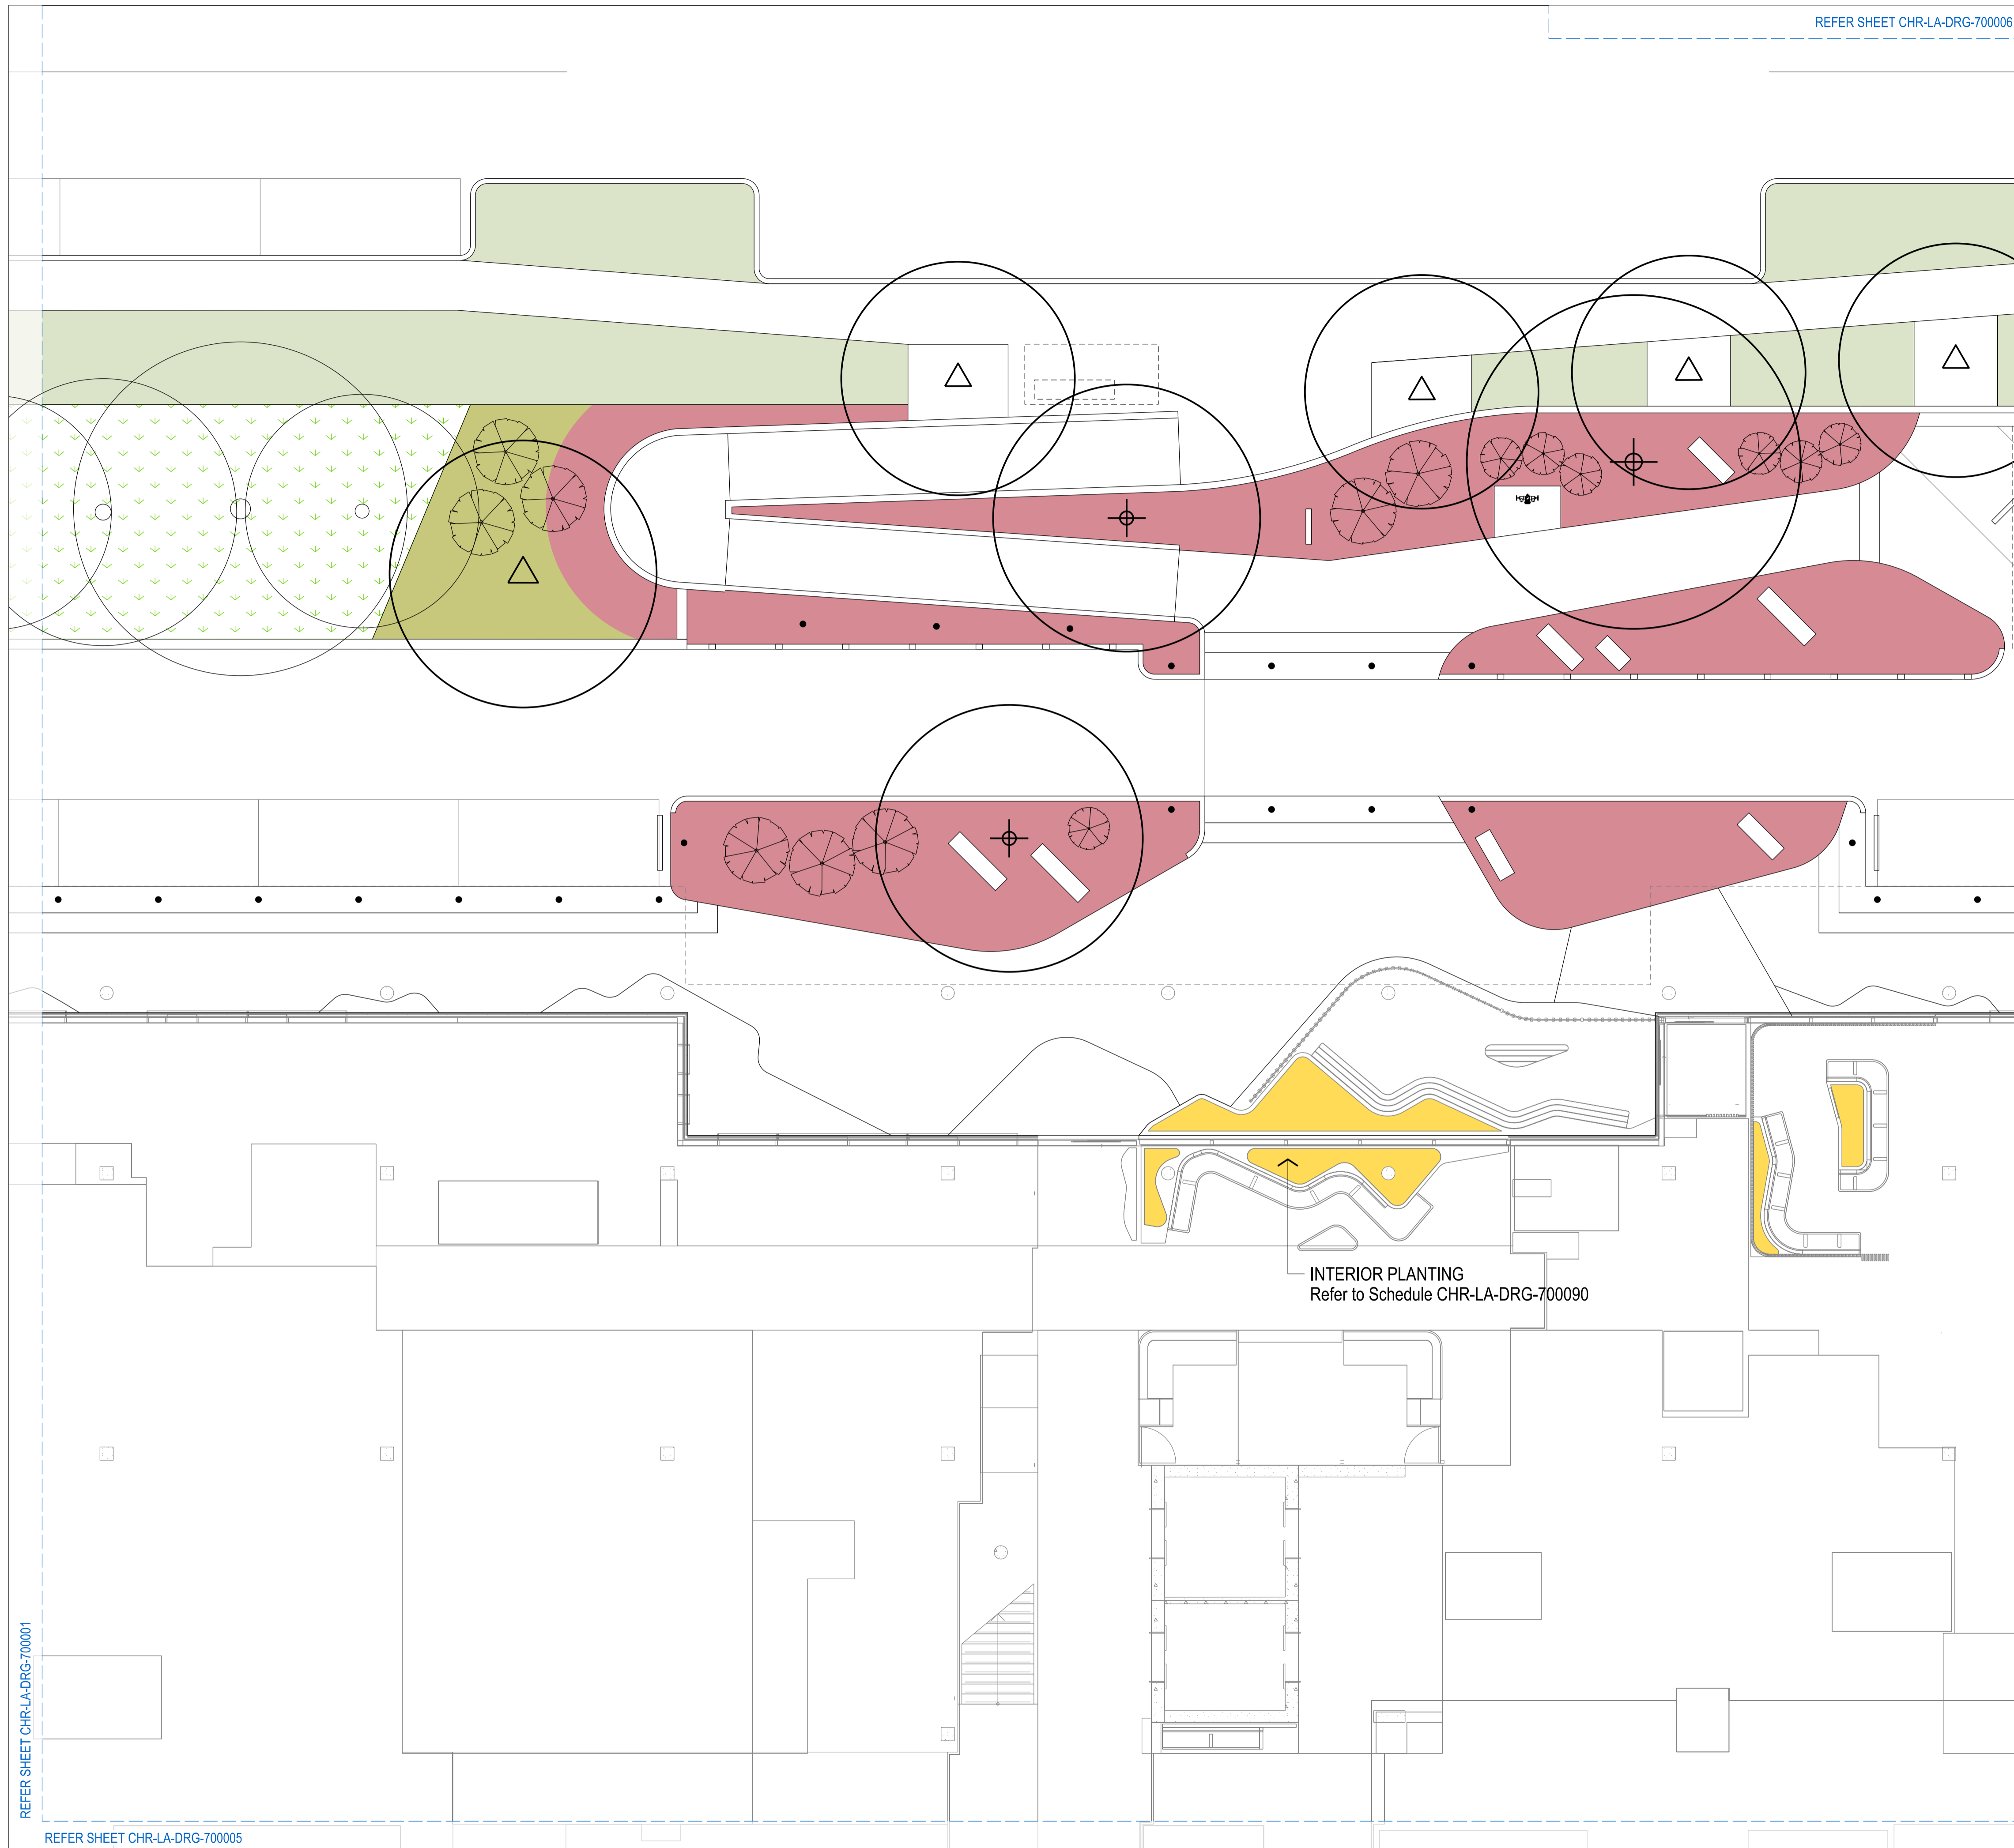 REFER SHEET CHR-LA-DRG-700006
INTERIOR PLANTING
Refer to Schedule CHR-LA-DRG-700090
REFER SHEET CHR-LA-DRG-700001
REFER SHEET CHR-LA-DRG-700005